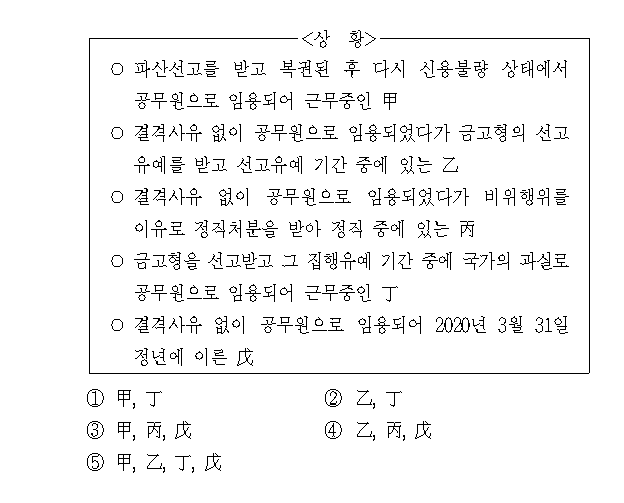 <상 황>
○ 파산선고를 받고 복권된 후 다시 신용불량 상태에서
공무원으로 임용되어 근무중인 甲
○ 결격사유 없이 공무원으로 임용되었다가 금고형의 선고
유예를 받고 선고유예 기간 중에 있는 乙
○ 결격사유 없이 공무원으로 임용되었다가 비위행위를
이유로 정직처분을 받아 정직 중에 있는 丙
○ 금고형을 선고받고 그 집행유예 기간 중에 국가의 과실로
공무원으로 임용되어 근무중인 丁
○ 결격사유 없이 공무원으로 임용되어 2020년 3월 31일
정년에 이른 戊
① 甲, 丁 ② 乙, 丁
③ 甲, 丙, 戊 ④ 乙, 丙, 戊
⑤ 甲, 乙, 丁, 戊